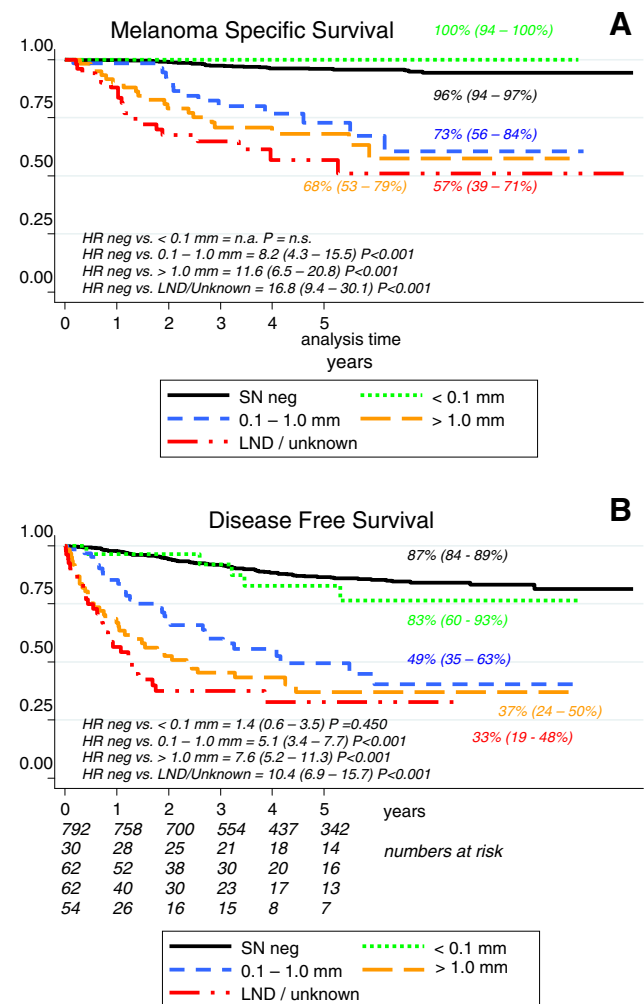 A
Melanoma Specific Survival
100% (94 – 100%)
1.00
0.75
0.50
0.25
0.00
96% (94 – 97%)
73% (56 – 84%)
68% (53 – 79%)
57% (39 – 71%)
HR neg vs. < 0.1 mm = n.a. P = n.s.
HR neg vs. 0.1 – 1.0 mm = 8.2 (4.3 – 15.5) P<0.001
HR neg vs. > 1.0 mm = 11.6 (6.5 – 20.8) P<0.001
HR neg vs. LND/Unknown = 16.8 (9.4 – 30.1) P<0.001
0 1 2 3 4 5
analysis time
years
SN neg < 0.1 mm
0.1 – 1.0 mm > 1.0 mm
LND / unknown
B
Disease Free Survival
1.00
0.75
0.50
0.25
0.00
87% (84 - 89%)
83% (60 - 93%)
49% (35 – 63%)
37% (24 – 50%)
33% (19 - 48%)
HR neg vs. < 0.1 mm = 1.4 (0.6 – 3.5) P =0.450
HR neg vs. 0.1 – 1.0 mm = 5.1 (3.4 – 7.7) P<0.001
HR neg vs. > 1.0 mm = 7.6 (5.2 – 11.3) P<0.001
HR neg vs. LND/Unknown = 10.4 (6.9 – 15.7) P<0.001
0 1 2 3 4 5 years
792 758 700 554 437 342
30 28 25 21 18 14 numbers at risk
62 52 38 30 20 16
62 40 30 23 17 13
54 26 16 15 8 7
SN neg < 0.1 mm
0.1 – 1.0 mm > 1.0 mm
LND / unknown